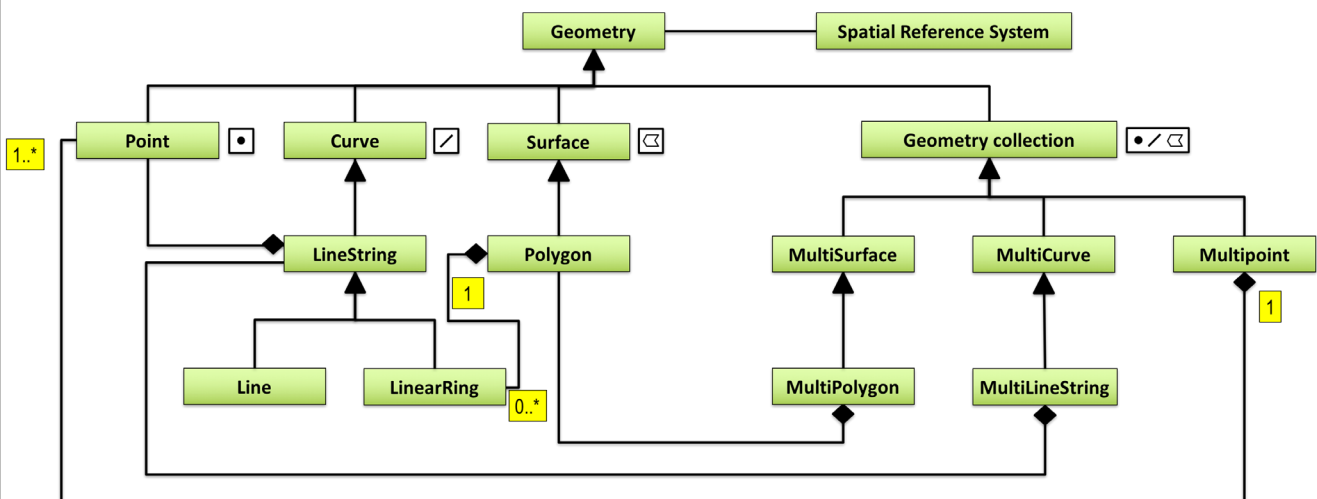 Geometry
Spatial Reference System
Point
Curve
Surface
Geometry collection
1..*
LineString
Polygon
MultiSurface
MultiCurve
Multipoint
1
1
Line
LinearRing
MultiPolygon
MultiLineString
0..*